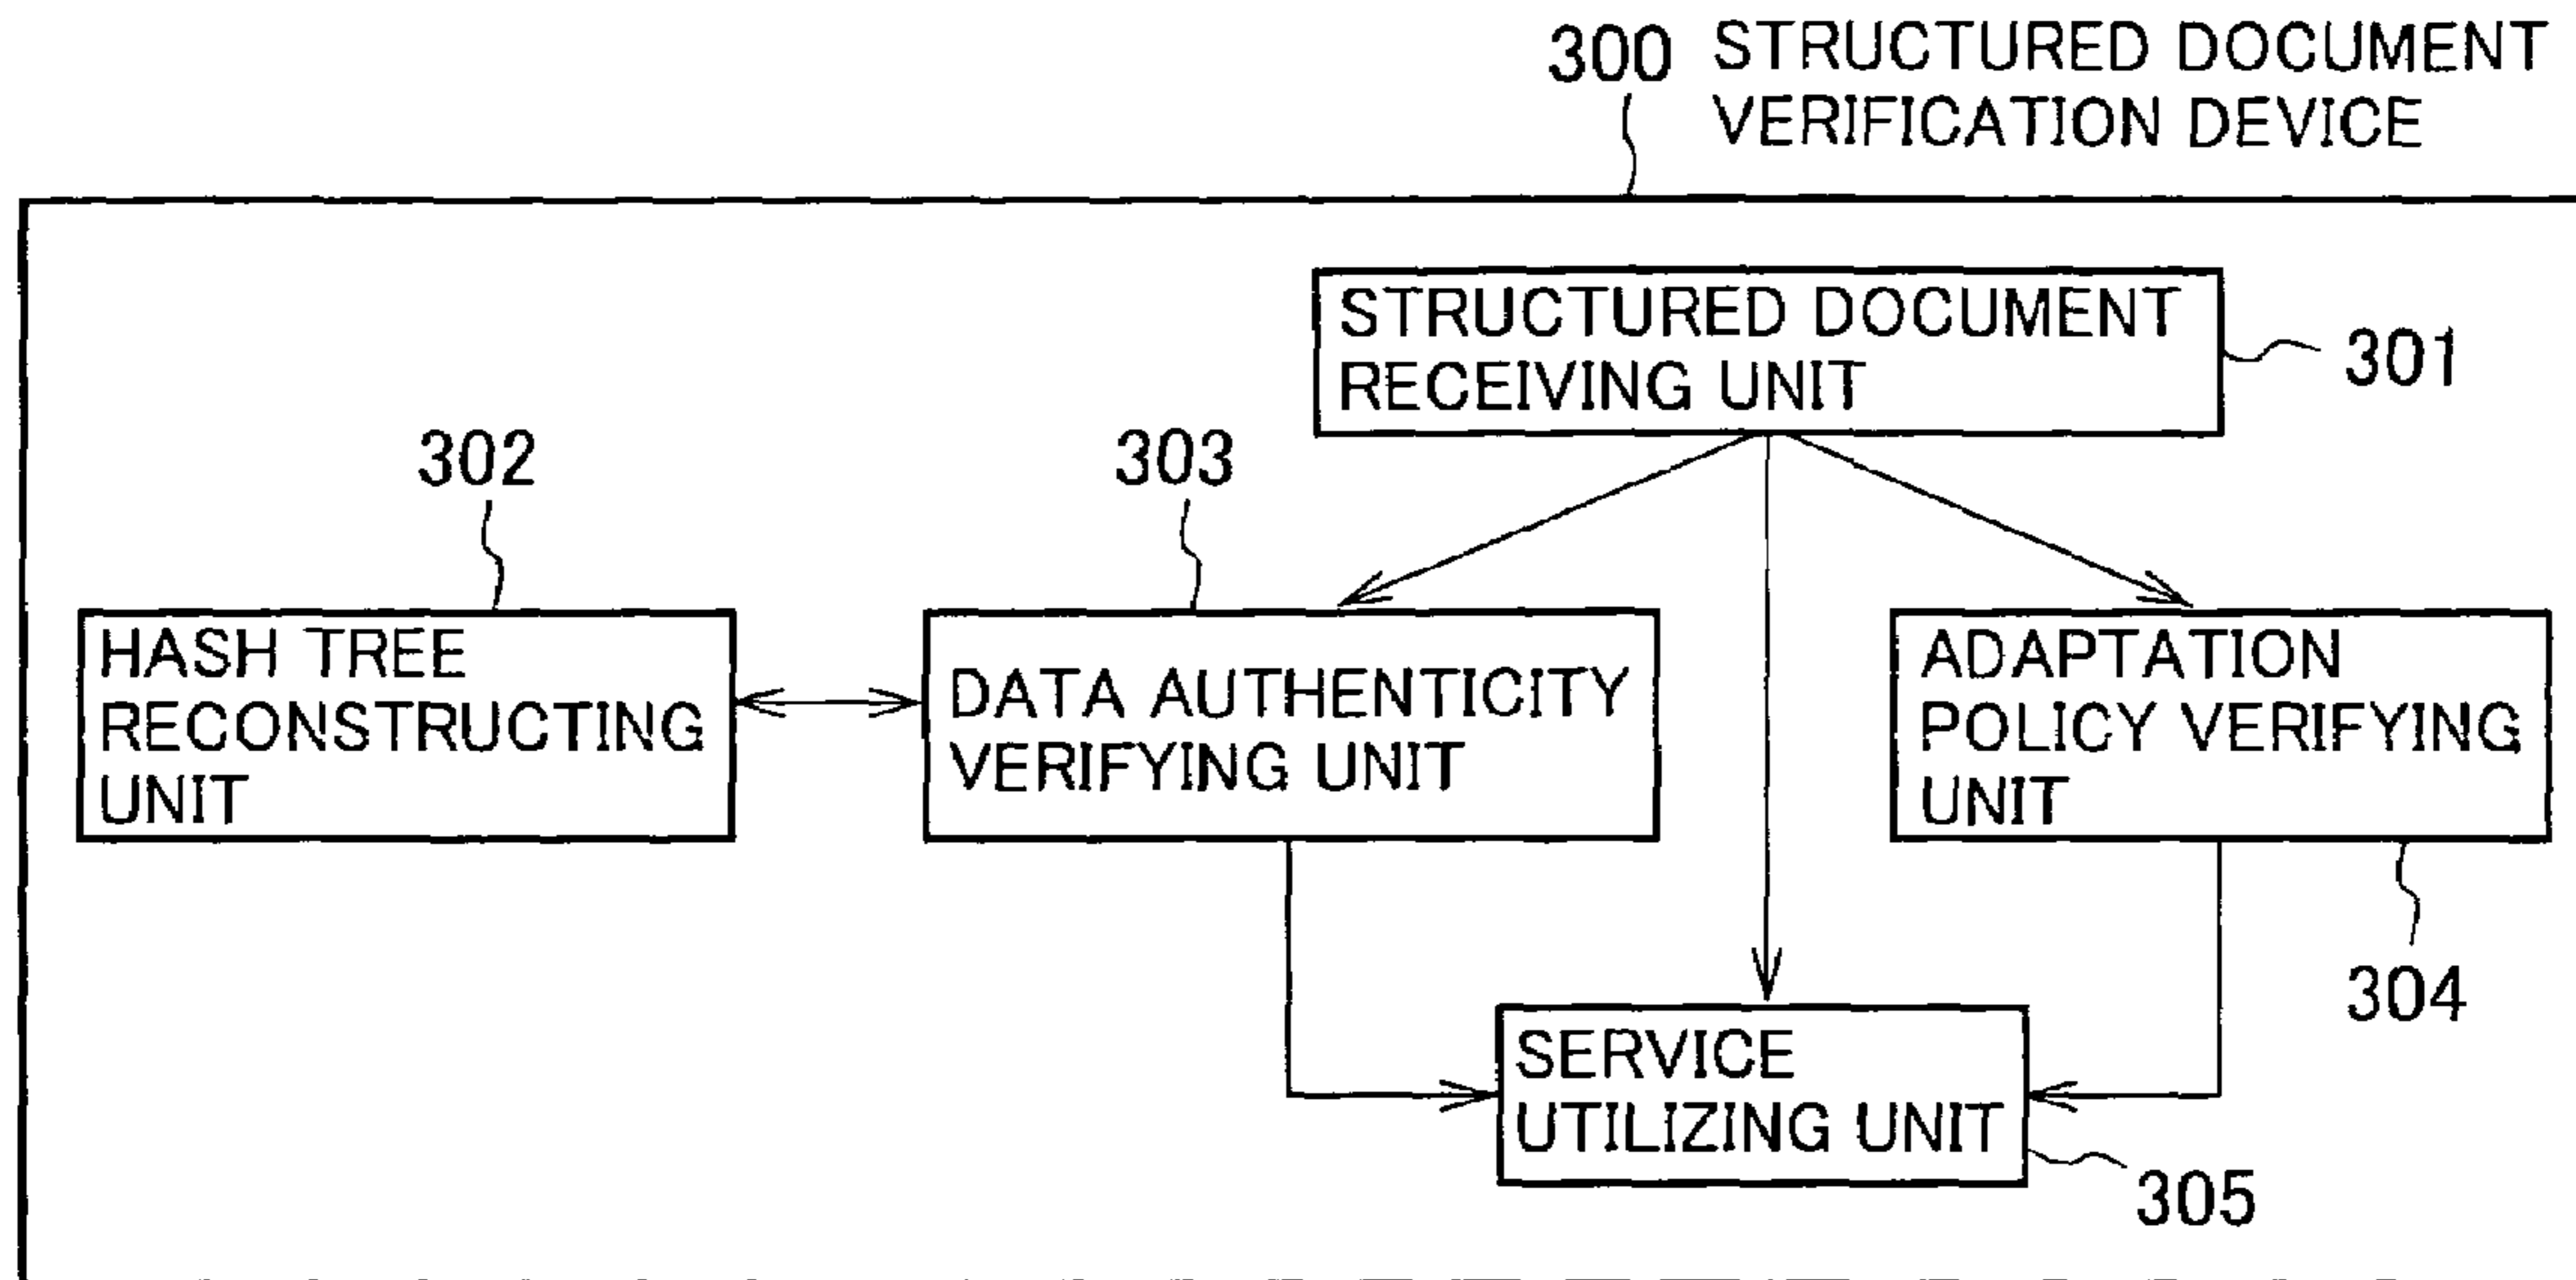 300 STRUCTURED DOCUMENT
VERIFICATION DEVICE
STRUCTURED DOCUMENT
RECEIVING UNIT
301
302
303
HASH TREE
RECONSTRUCTING
UNIT
DATA AUTHENTICITY
VERIFYING UNIT
ADAPTATION
POLICY VERIFYING
UNIT
304
SERVICE
UTILIZING UNIT
305